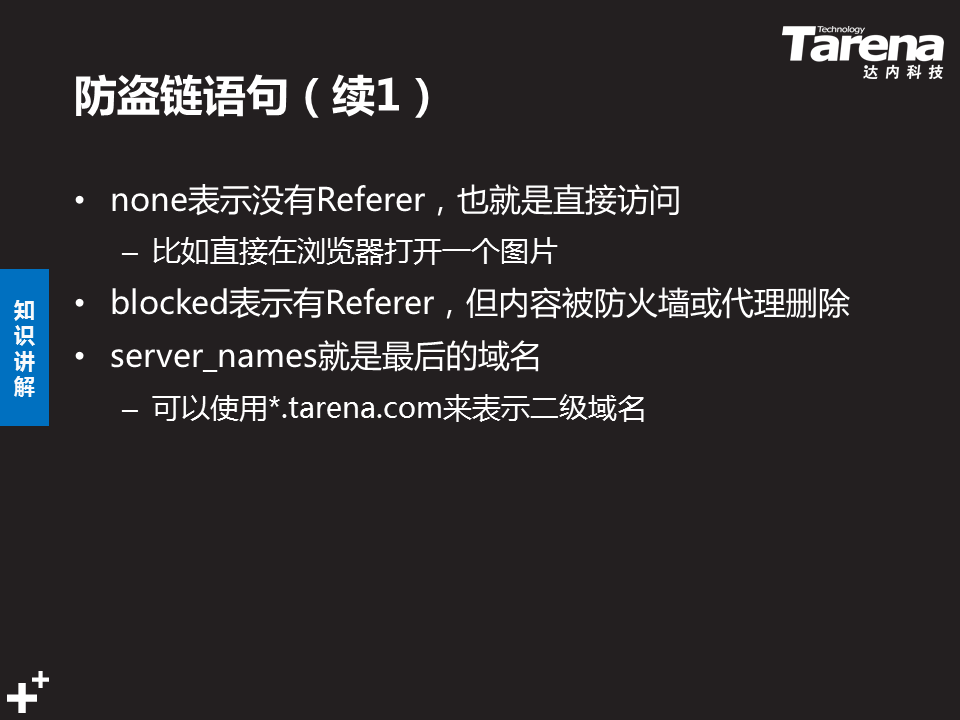 Technology
Tarena
达内科技
防盗链语句（续1）
• none表示没有Referer，也就是直接访问
– 比如直接在浏览器打开一个图片
• blocked表示有Referer，但内容被防火墙或代理删除
• server_names就是最后的域名
– 可以使用*.tarena.com来表示二级域名
知
识
讲
解